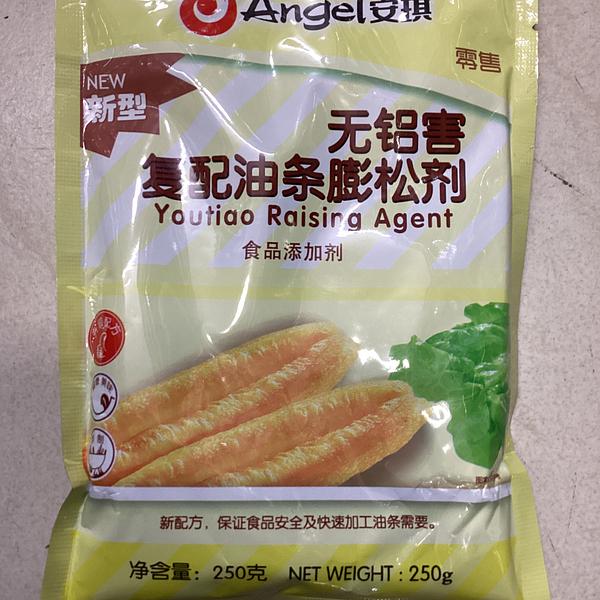 Angel安琪
零售
NEW
新型
无铝害
复配油条膨松剂
Youtiao Raising Agent
食品添加剂
新配方，保证食品安全及快速加工油条需要。
净含量：250克 NET WEIGHT : 250g